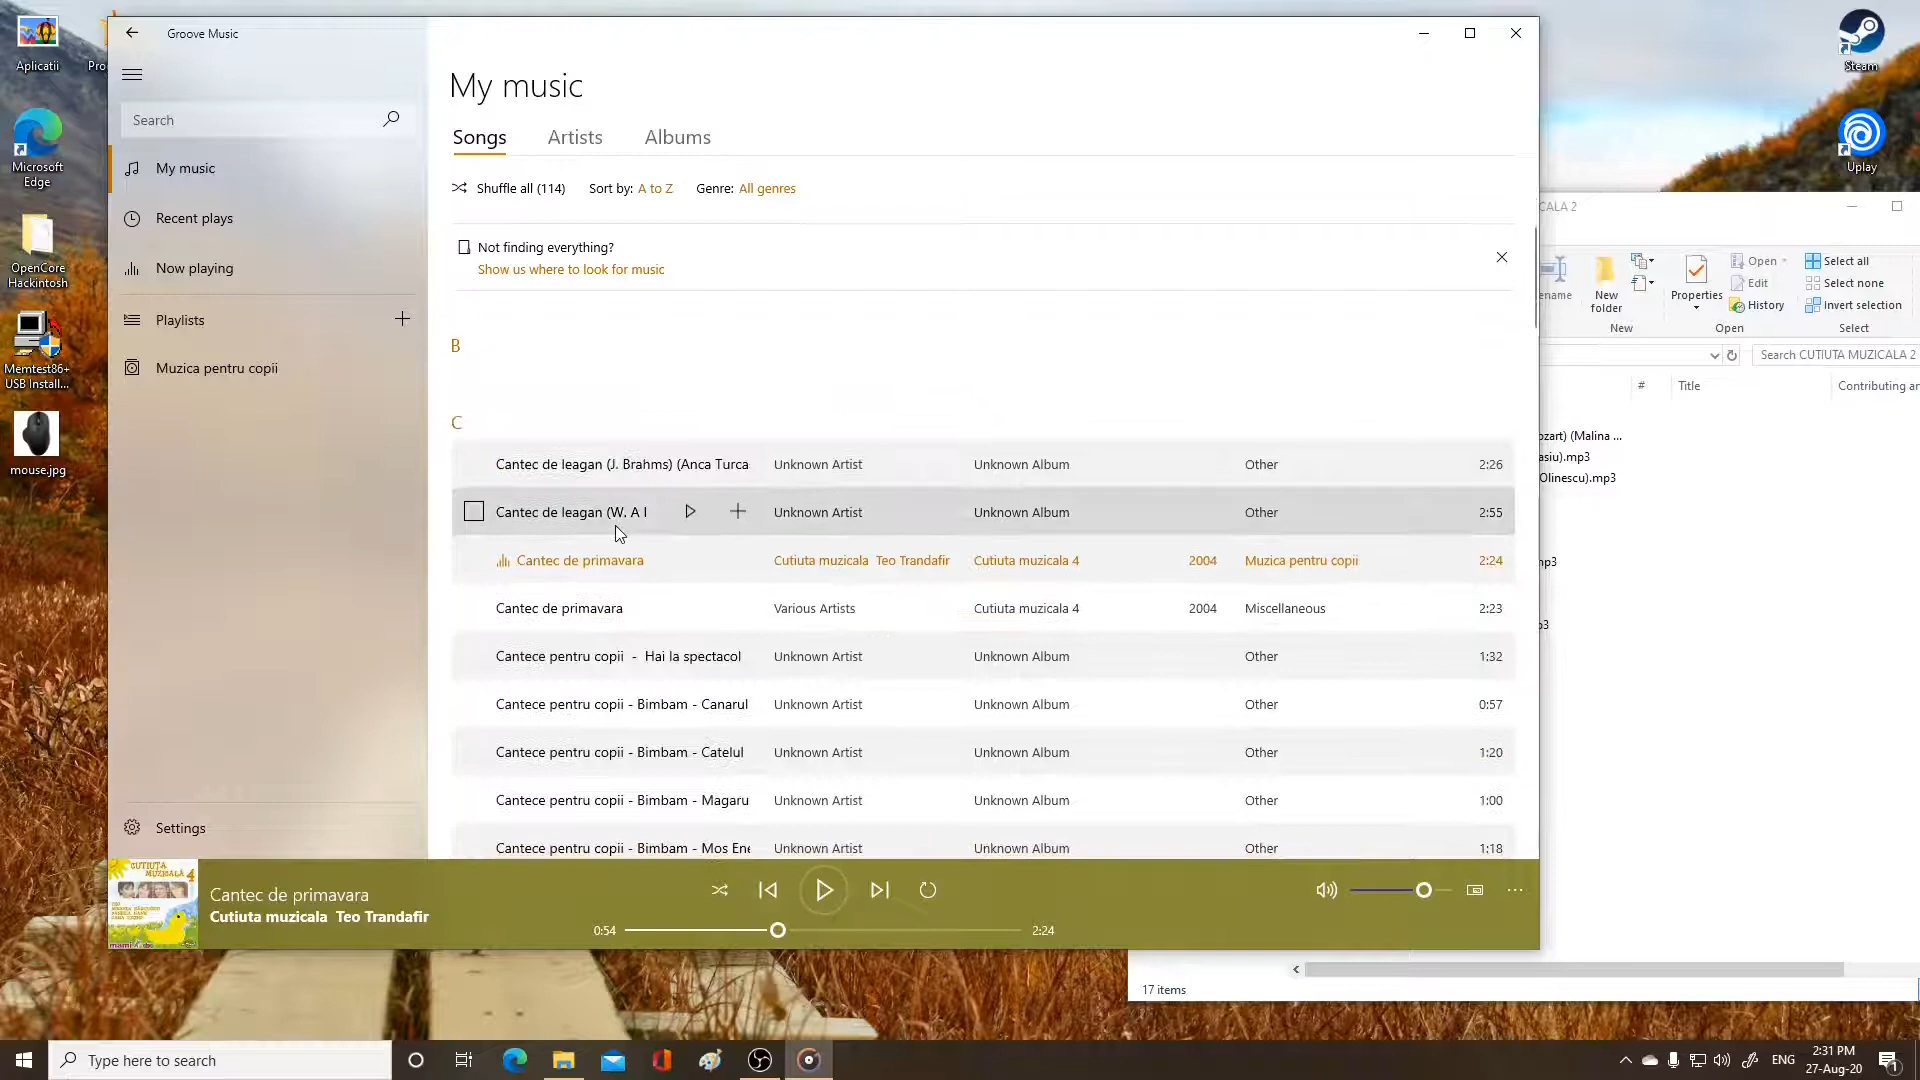 Aplicatii
Pro
Microsoft
Edge
OpenCore
Hackintosh
Memtest86+
USB Install...
mouse.jpg
Steam
Uplay
Groove Music
Search
My music
Recent plays
Now playing
Playlists
Muzica pentru copii
Settings
My music
Songs Artists Albums
Shuffle all (114) Sort by: A to Z Genre: All genres
Not finding everything?
Show us where to look for music
B
C
Cantec de leagan (J. Brahms) (Anca Turca Unknown Artist Unknown Album Other 2:26
Cantec de leagan (W. A Unknown Artist Unknown Album Other 2:55
Cantec de primavara Cutiuta muzicala Teo Trandafir Cutiuta muzicala 4 2004 Muzica pentru copii 2:24
Cantec de primavara Various Artists Cutiuta muzicala 4 2004 Miscellaneous 2:23
Cantece pentru copii - Hai la spectacol Unknown Artist Unknown Album Other 1:32
Cantece pentru copii - Bimbam - Canarul Unknown Artist Unknown Album Other 0:57
Cantece pentru copii - Bimbam - Catelul Unknown Artist Unknown Album Other 1:20
Cantece pentru copii - Bimbam - Magaru Unknown Artist Unknown Album Other 1:00
Cantece pentru copii - Bimbam - Mos Ene Unknown Artist Unknown Album Other 1:18
CUTIUTA
MUZICALĂ 4
Cantec de primavara
Cutiuta muzicala Teo Trandafir
0:54 2:24
CALA 2
ename
New
folder
New
Properties
Open
Edit
History
Open
Select all
Select none
Invert selection
Select
Search CUTIUTA MUZICALA 2
# Title Contributing ar
ozart) (Malina ...
asiu).mp3
Olinescu).mp3
mp3
p3
17 items
Type here to search
ENG
2:31 PM
27-Aug-20
1